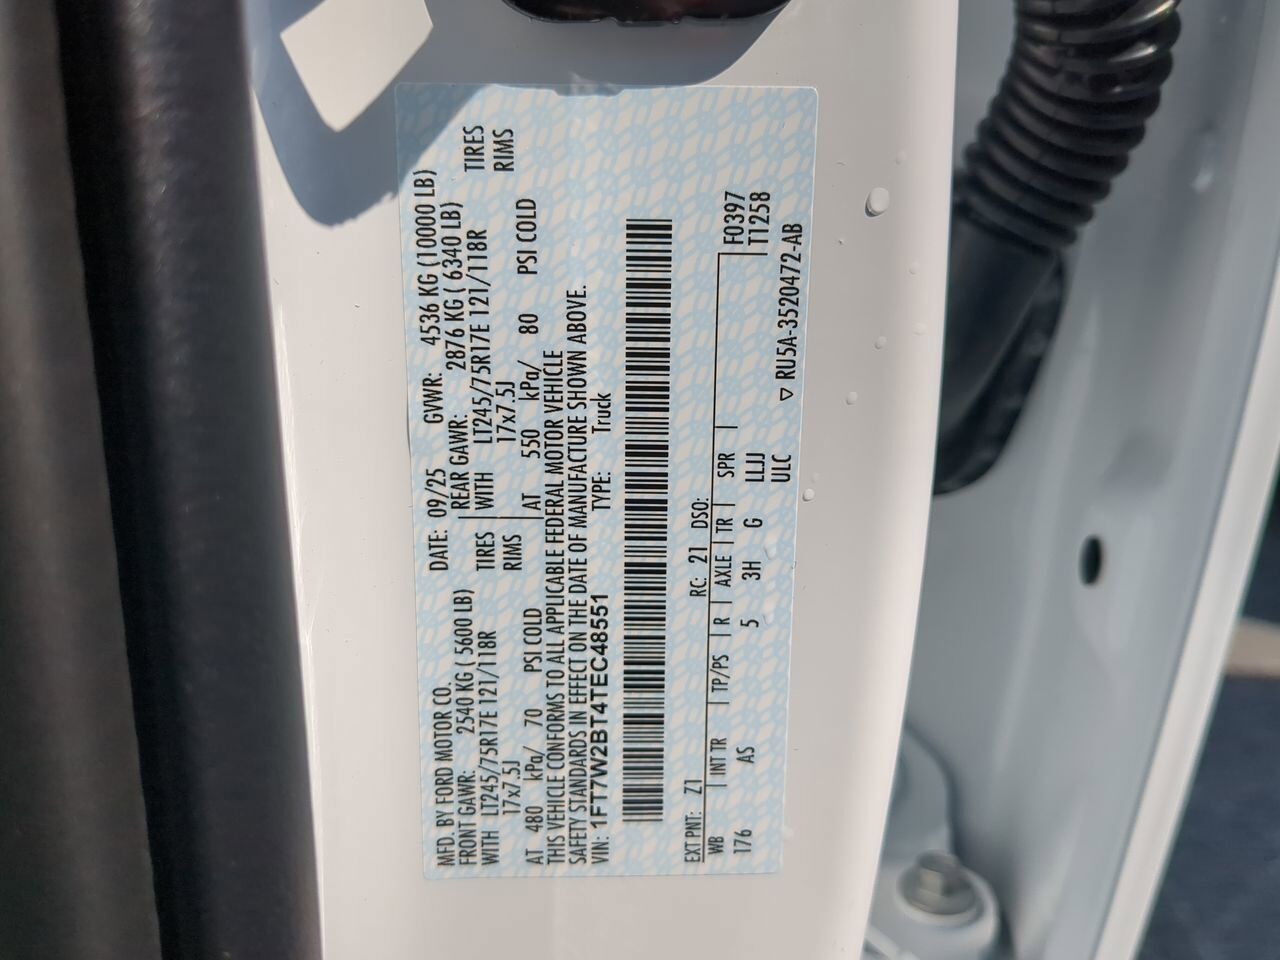 MFD. BY FORD MOTOR CO. DATE: 09/25 GVWR: 4536 KG (10000 LB)
FRONT GAWR: 2540 KG ( 5600 LB) REAR GAWR: 2876 KG ( 6340 LB)
WITH LT245/75R17E 121/118R TIRES WITH LT245/75R17E 121/118R TIRES
17x7.5J RIMS 17x7.5J RIMS
AT 480 kPa/ 70 PSI COLD AT 550 kPa/ 80 PSI COLD
THIS VEHICLE CONFORMS TO ALL APPLICABLE FEDERAL MOTOR VEHICLE
SAFETY STANDARDS IN EFFECT ON THE DATE OF MANUFACTURE SHOWN ABOVE.
VIN: 1FT7W2BT4TEC48551 TYPE: Truck
EXT PNT: Z1 RC: 21 DSO: F0397
WB INT TR TP/PS R AXLE TR SPR T1258
176 AS 5 3H G LLJJ
ULC ▽ RU5A-3520472-AB